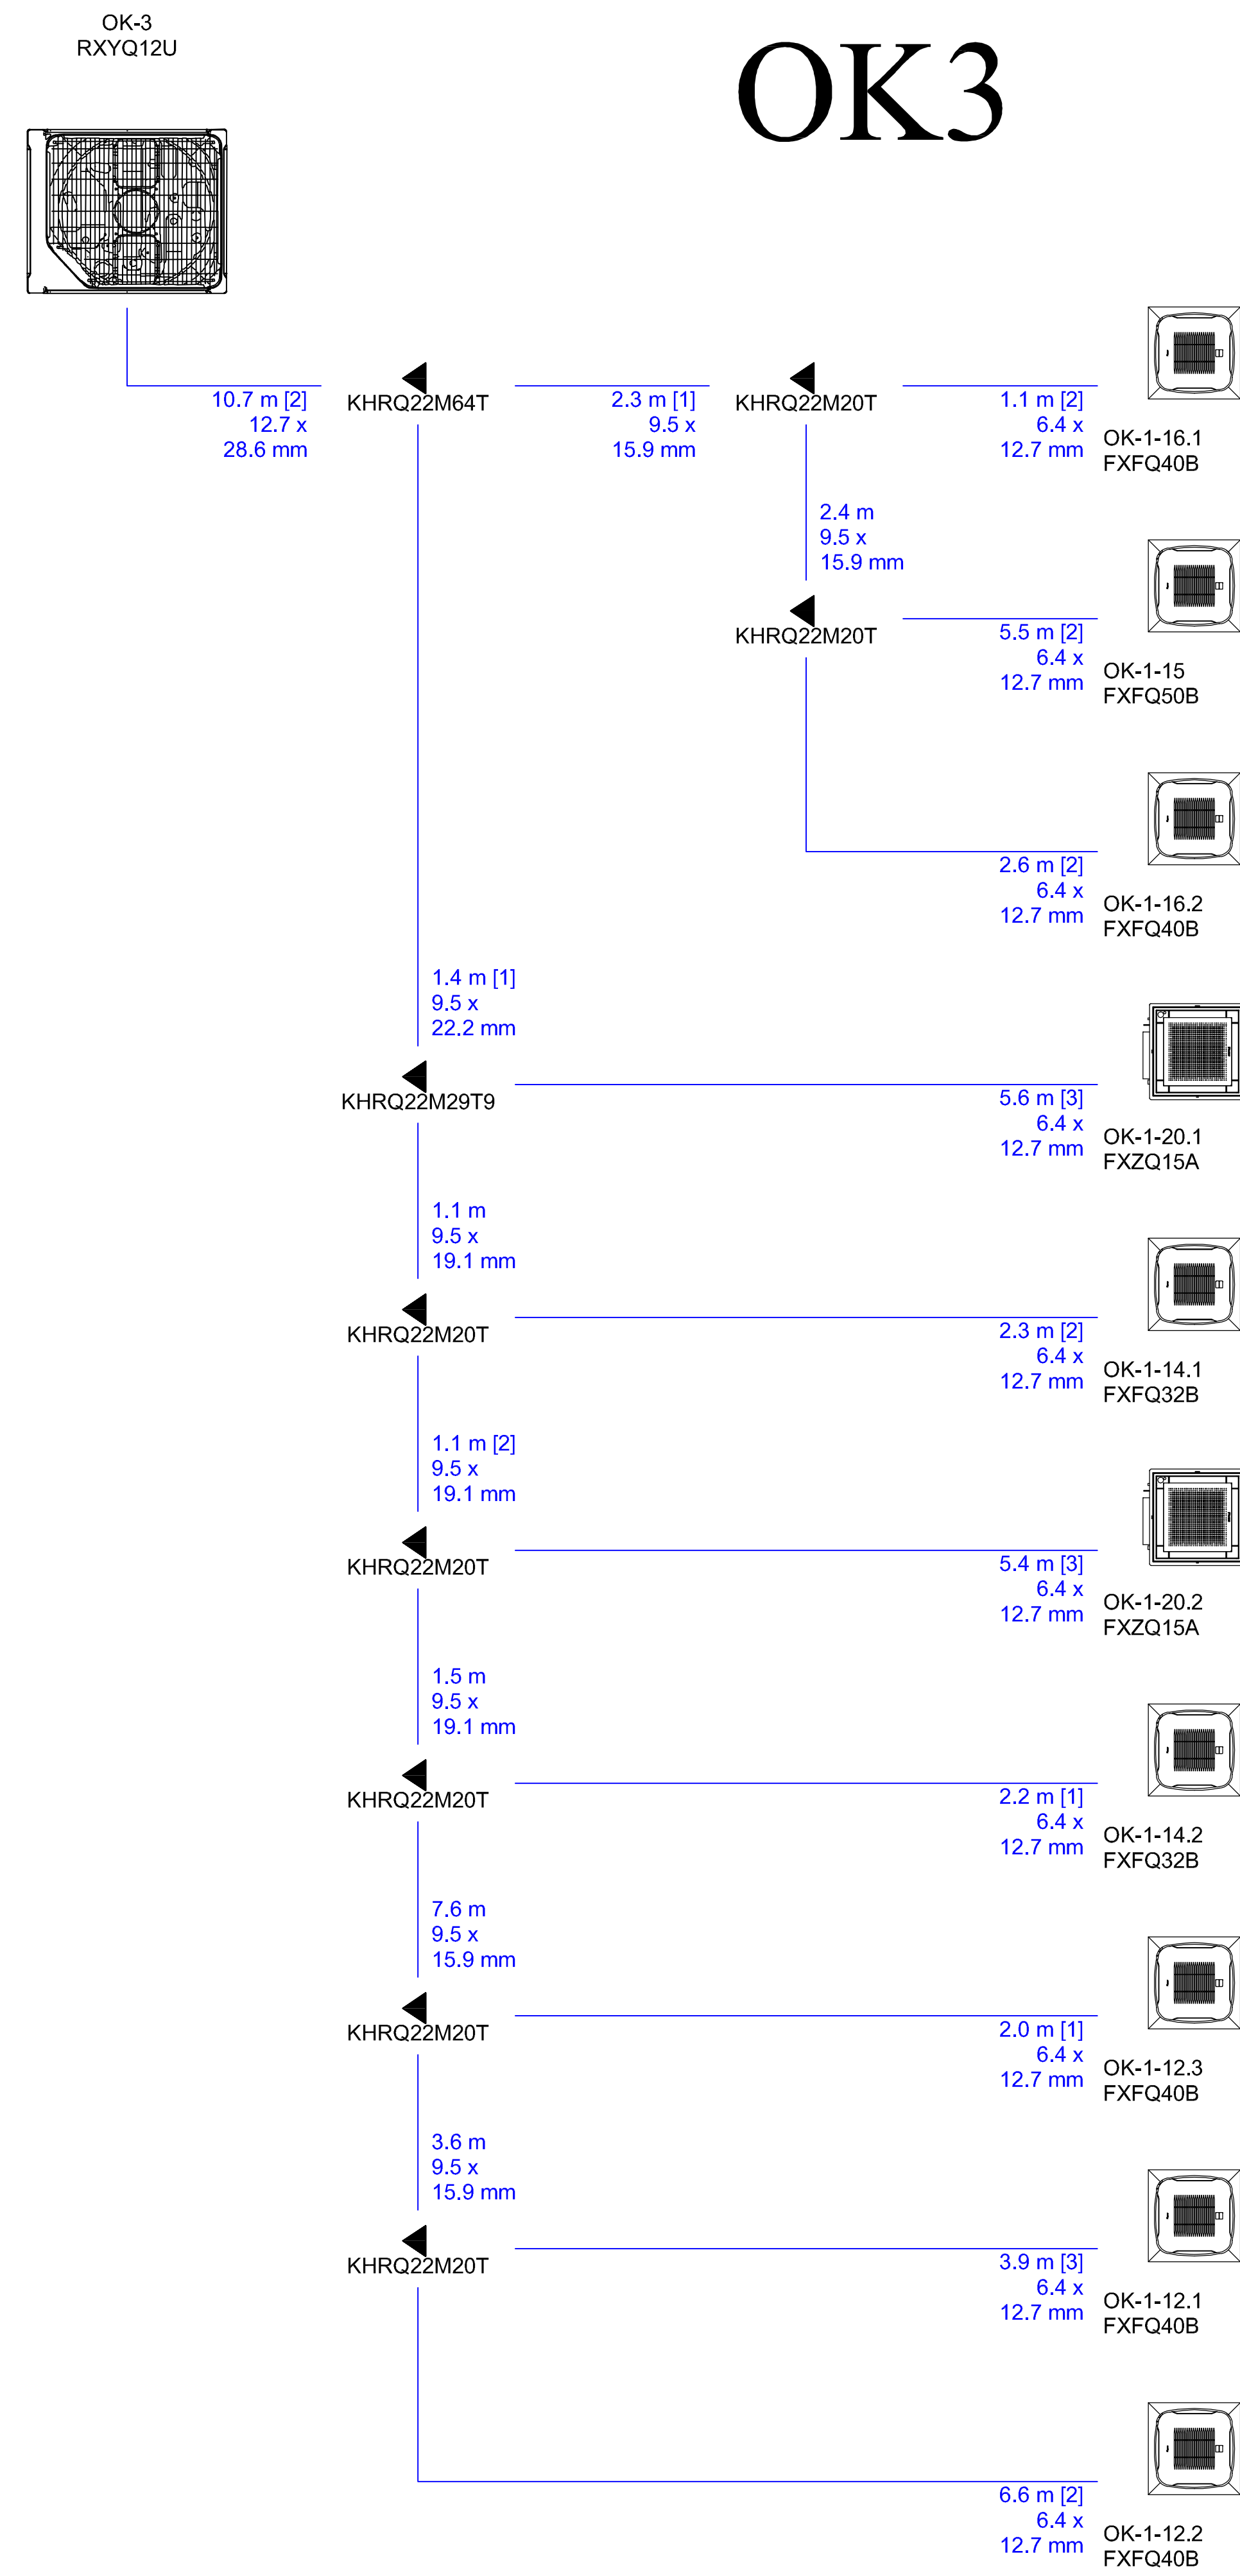 OK-3
RXYQ12U
OK3
10.7 m [2]
12.7 x
28.6 mm
KHRQ22M64T
2.3 m [1]
9.5 x
15.9 mm
KHRQ22M20T
1.1 m [2]
6.4 x
12.7 mm
OK-1-16.1
FXFQ40B
2.4 m
9.5 x
15.9 mm
KHRQ22M20T
5.5 m [2]
6.4 x
12.7 mm
OK-1-15
FXFQ50B
2.6 m [2]
6.4 x
12.7 mm
OK-1-16.2
FXFQ40B
1.4 m [1]
9.5 x
22.2 mm
KHRQ22M29T9
5.6 m [3]
6.4 x
12.7 mm
OK-1-20.1
FXZQ15A
1.1 m
9.5 x
19.1 mm
KHRQ22M20T
2.3 m [2]
6.4 x
12.7 mm
OK-1-14.1
FXFQ32B
1.1 m [2]
9.5 x
19.1 mm
KHRQ22M20T
5.4 m [3]
6.4 x
12.7 mm
OK-1-20.2
FXZQ15A
1.5 m
9.5 x
19.1 mm
KHRQ22M20T
2.2 m [1]
6.4 x
12.7 mm
OK-1-14.2
FXFQ32B
7.6 m
9.5 x
15.9 mm
KHRQ22M20T
2.0 m [1]
6.4 x
12.7 mm
OK-1-12.3
FXFQ40B
3.6 m
9.5 x
15.9 mm
KHRQ22M20T
3.9 m [3]
6.4 x
12.7 mm
OK-1-12.1
FXFQ40B
6.6 m [2]
6.4 x
12.7 mm
OK-1-12.2
FXFQ40B